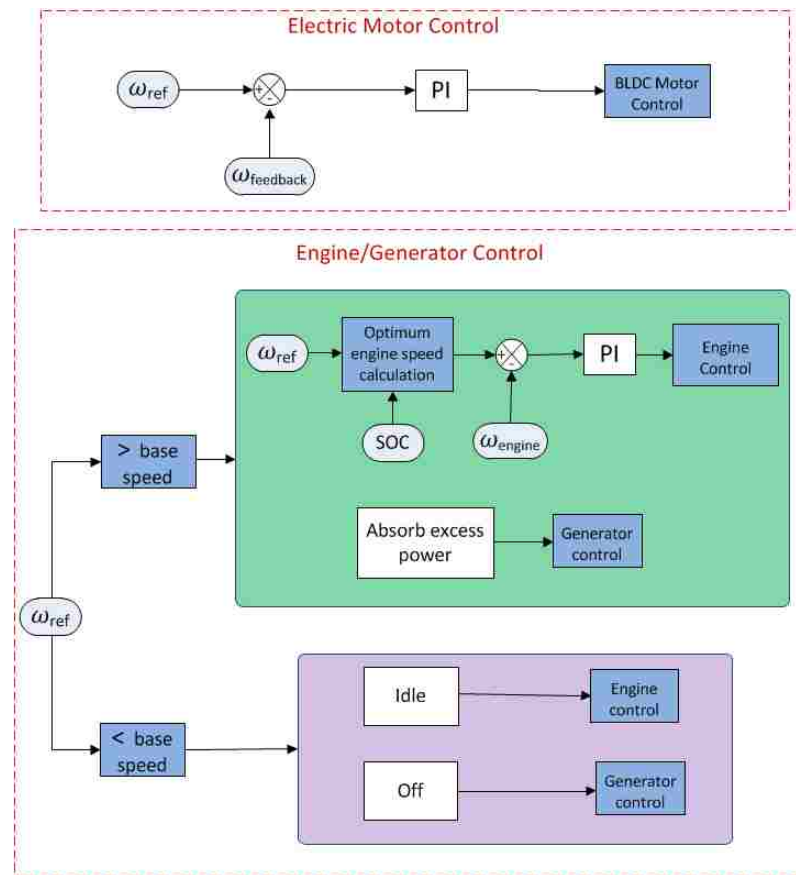 Electric Motor Control
ωref
+
-
PI
BLDC Motor
Control
ωfeedback
Engine/Generator Control
ωref
Optimum
engine speed
calculation
+
-
PI
Engine
Control
SOC
ωengine
> base
speed
Absorb excess
power
Generator
control
ωref
Idle
Engine
control
< base
speed
Off
Generator
control